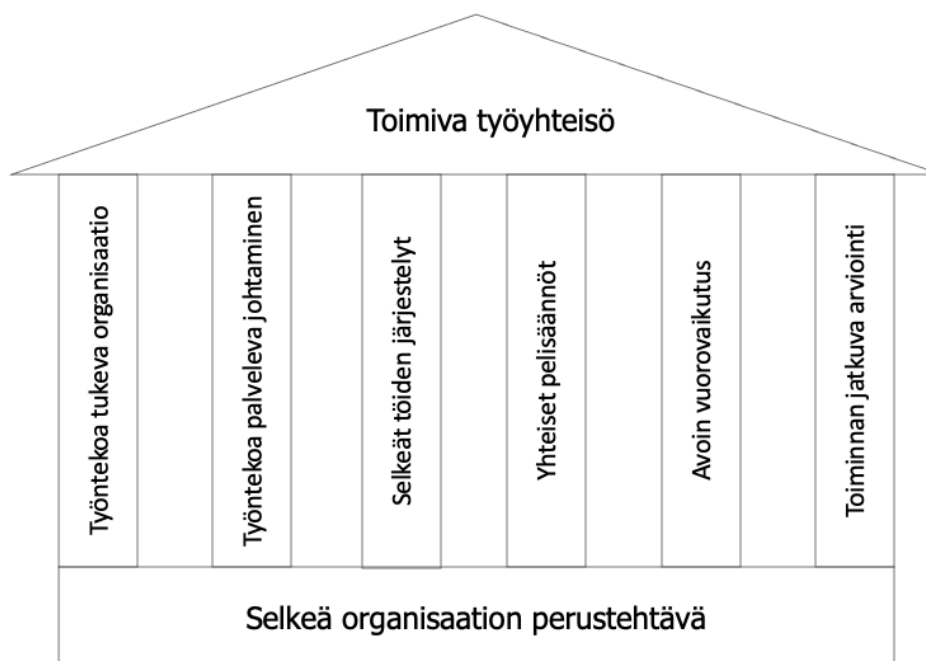 Toimiva työyhteisö
Työntekoa tukeva organisaatio
Työntekoa palveleva johtaminen
Selkeät töiden järjestelyt
Yhteiset pelisäännöt
Avoin vuorovaikutus
Toiminnan jatkuva arviointi
Selkeä organisaation perustehtävä